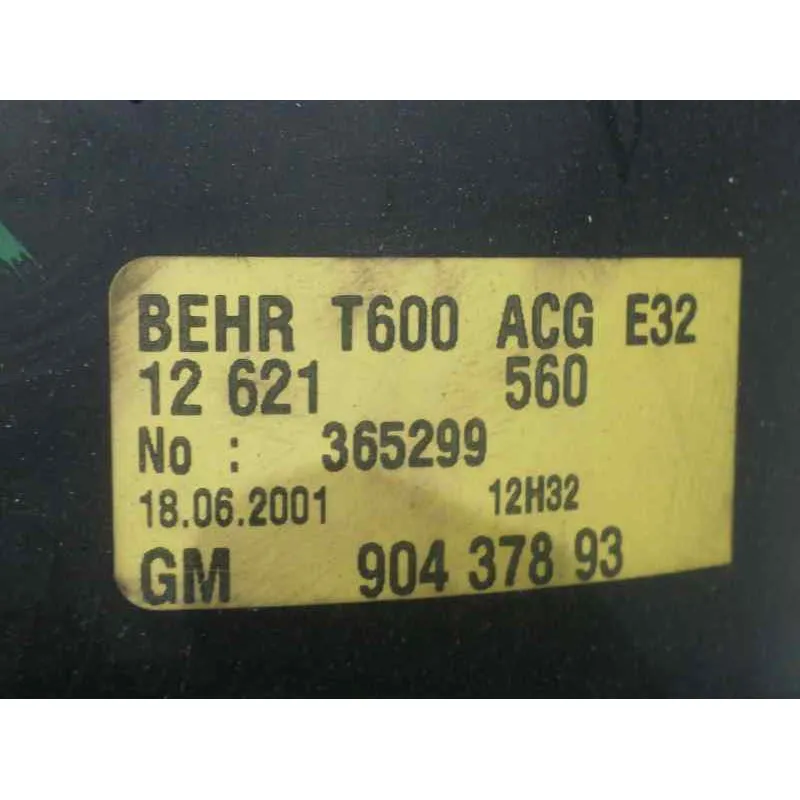 BEHR T600 ACG E32
12 621 560
No : 365299
18.06.2001 12H32
GM 904 378 93